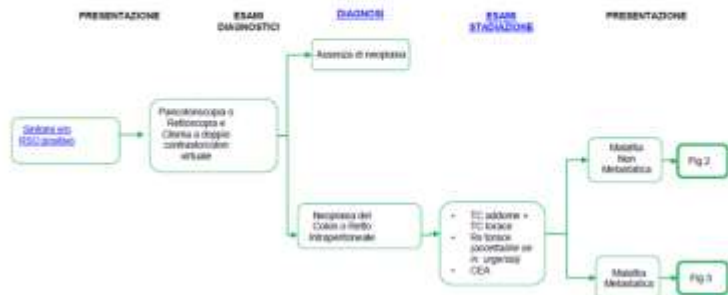 PRESENTAZIONE
ESAMI
DIAGNOSTICI
DIAGNOSI
ESAMI
STADIAZIONE
PRESENTAZIONE
Assenza di neoplasia
Sintomi e/o
RSO positivo
Pancolonscopia o
Rettoscopia e
Clisma a doppio
contrasto/colon
virtuale
Neoplasia del
Colon o Retto
Intraperitoneale
• TC addome +
TC torace
• Rx torace
(accettabile se
in urgenza)
• CEA
Malattia
Non
Metastatica
Fig 2
Malattia
Metastatica
Fig 3